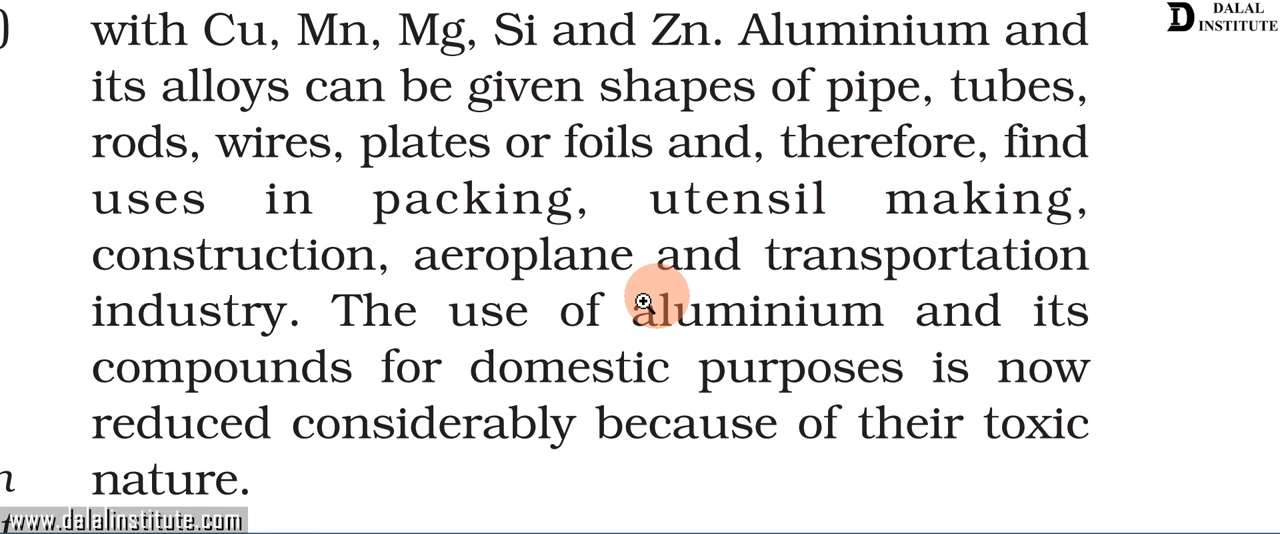 DALAL
INSTITUTE
)
with Cu, Mn, Mg, Si and Zn. Aluminium and
its alloys can be given shapes of pipe, tubes,
rods, wires, plates or foils and, therefore, find
uses in packing, utensil making,
construction, aeroplane and transportation
industry. The use of aluminium and its
compounds for domestic purposes is now
reduced considerably because of their toxic
n nature.
www.dalalinstitute.com